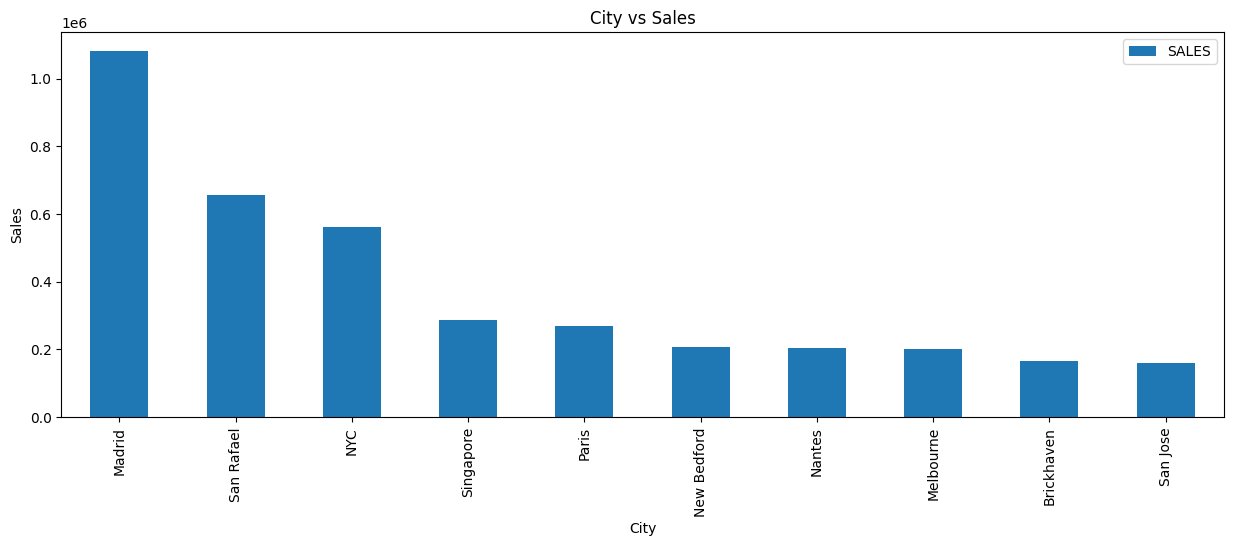 City vs Sales
1e6
SALES
1.0
0.8
0.6
0.4
0.2
0.0
Sales
Madrid
San Rafael
NYC
Singapore
Paris
New Bedford
Nantes
Melbourne
Brickhaven
San Jose
City